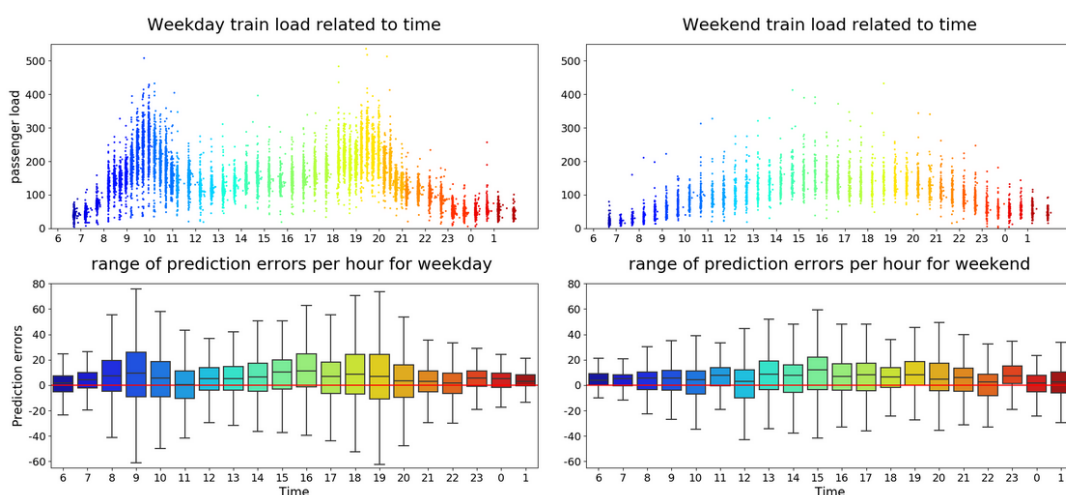 Weekday train load related to time
500
400
300
200
100
0
passenger load
6 7 8 9 10 11 12 13 14 15 16 17 18 19 20 21 22 23 0 1
Weekend train load related to time
500
400
300
200
100
0
6 7 8 9 10 11 12 13 14 15 16 17 18 19 20 21 22 23 0 1
range of prediction errors per hour for weekday
80
60
40
20
0
-20
-40
-60
Prediction errors
6 7 8 9 10 11 12 13 14 15 16 17 18 19 20 21 22 23 0 1
Time
range of prediction errors per hour for weekend
80
60
40
20
0
-20
-40
-60
6 7 8 9 10 11 12 13 14 15 16 17 18 19 20 21 22 23 0 1
Time